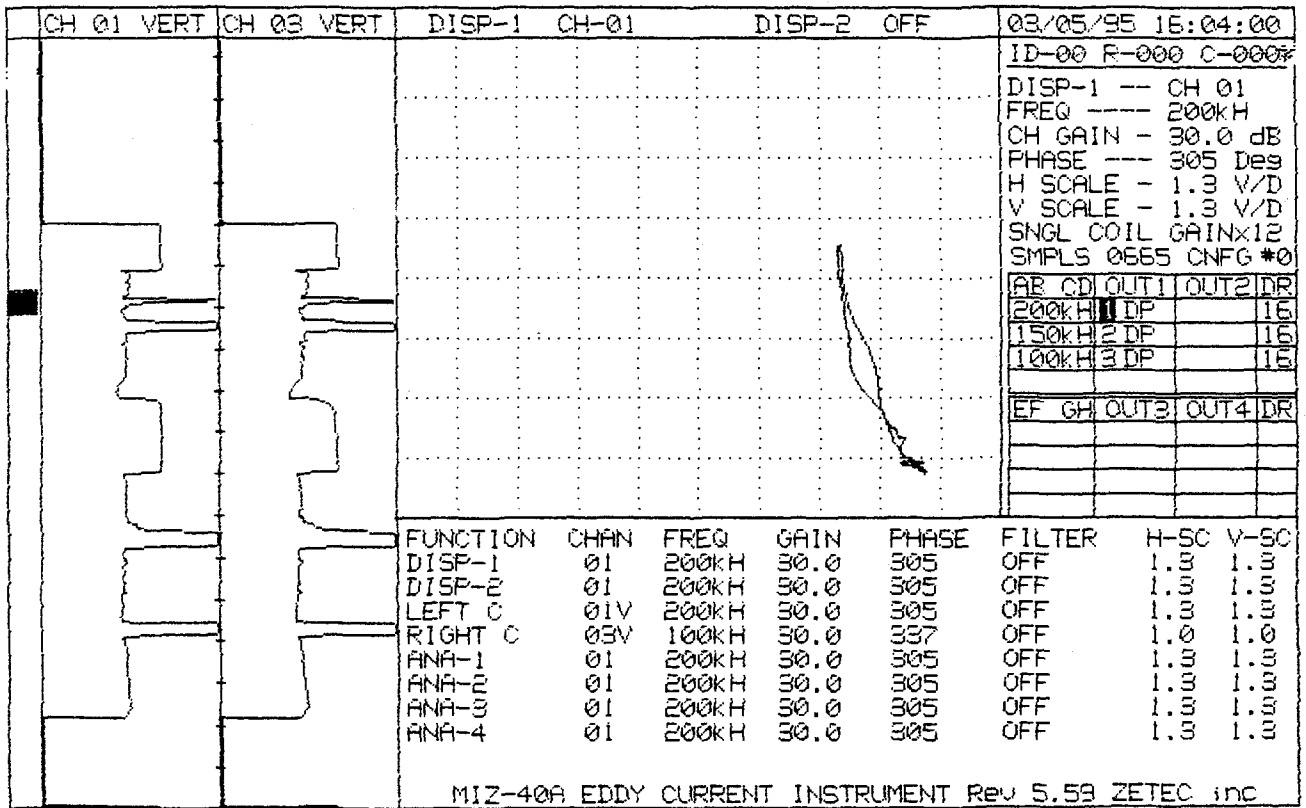 CH 01 VERT CH 03 VERT DISP-1 CH-01 DISP-2 OFF 03/05/95 16:04:00
ID-00 R-000 C-000*
DISP-1 -- CH 01
FREQ ---- 200kH
CH GAIN - 30.0 dB
PHASE --- 305 Deg
H SCALE - 1.3 V/D
V SCALE - 1.3 V/D
SNGL COIL GAINx12
SMPLS 0665 CNFG *0
AB CD OUT1 OUT2 DR
200kH 1 DP 16
150kH 2 DP 16
100kH 3 DP 16
EF GH OUT3 OUT4 DR
FUNCTION CHAN FREQ GAIN PHASE FILTER H-SC V-SC
DISP-1 01 200kH 30.0 305 OFF 1.3 1.3
DISP-2 01 200kH 30.0 305 OFF 1.3 1.3
LEFT C 01V 200kH 30.0 305 OFF 1.3 1.3
RIGHT C 03V 100kH 30.0 337 OFF 1.0 1.0
ANA-1 01 200kH 30.0 305 OFF 1.3 1.3
ANA-2 01 200kH 30.0 305 OFF 1.3 1.3
ANA-3 01 200kH 30.0 305 OFF 1.3 1.3
ANA-4 01 200kH 30.0 305 OFF 1.3 1.3
MIZ-40A EDDY CURRENT INSTRUMENT Rev 5.59 ZETEC inc